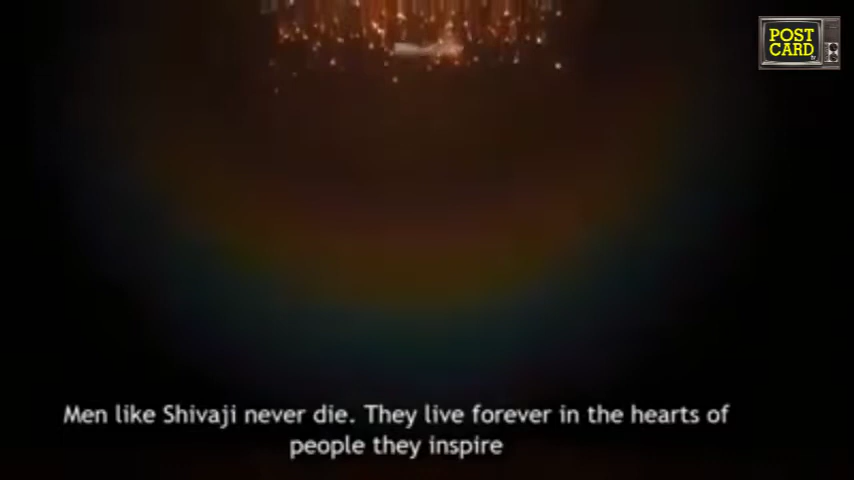 POST
CARD
Men like Shivaji never die. They live forever in the hearts of
people they inspire